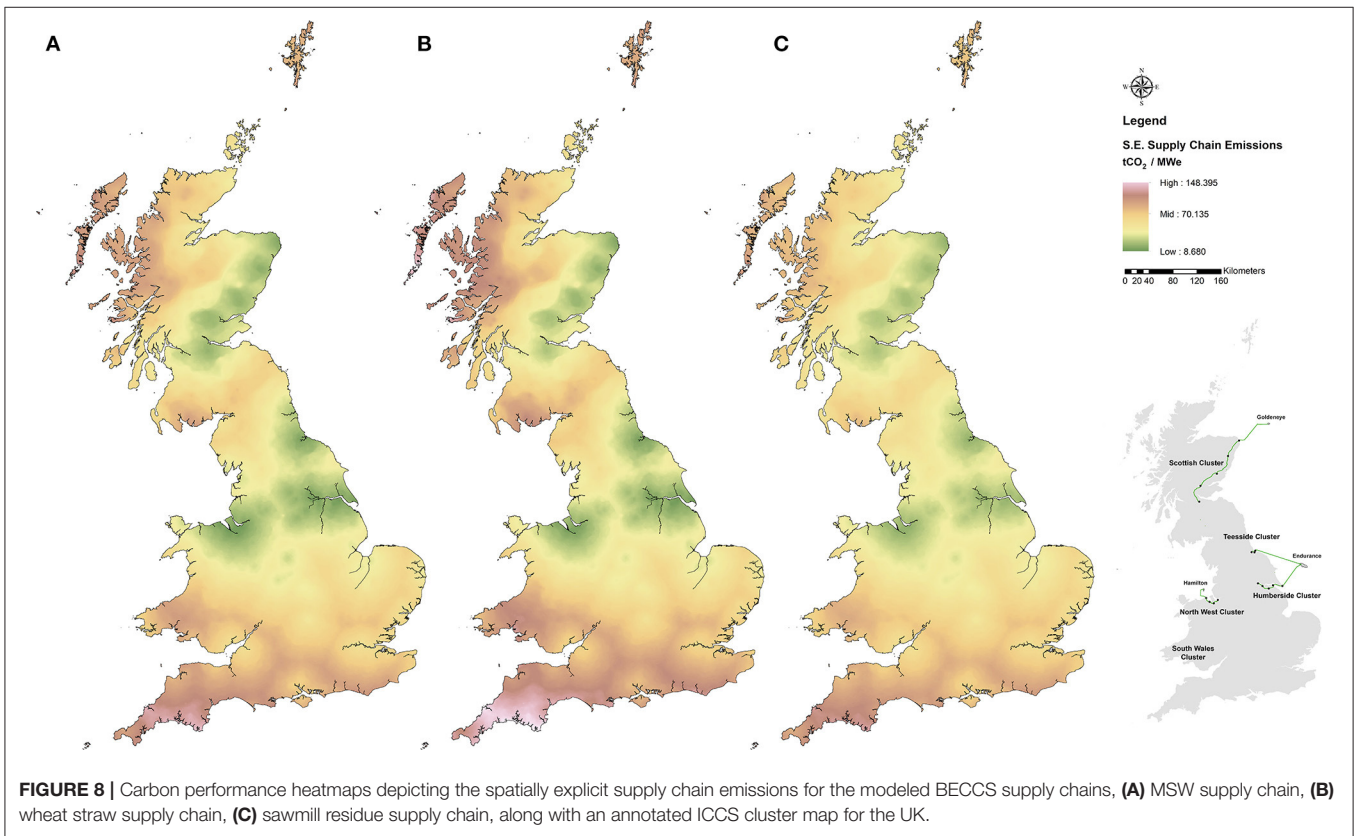 A
B
C
N
W
E
S
Legend
S.E. Supply Chain Emissions
tCO₂ / MWe
High : 148.395
Mid : 70.135
Low : 8.680
Kilometers
0 20 40 80 120 160
Goldeneye
Scottish Cluster
Teesside Cluster
Endurance
Hamilton
Humberside Cluster
North West Cluster
South Wales
Cluster
FIGURE 8 | Carbon performance heatmaps depicting the spatially explicit supply chain emissions for the modeled BECCS supply chains, (A) MSW supply chain, (B)
wheat straw supply chain, (C) sawmill residue supply chain, along with an annotated ICCS cluster map for the UK.